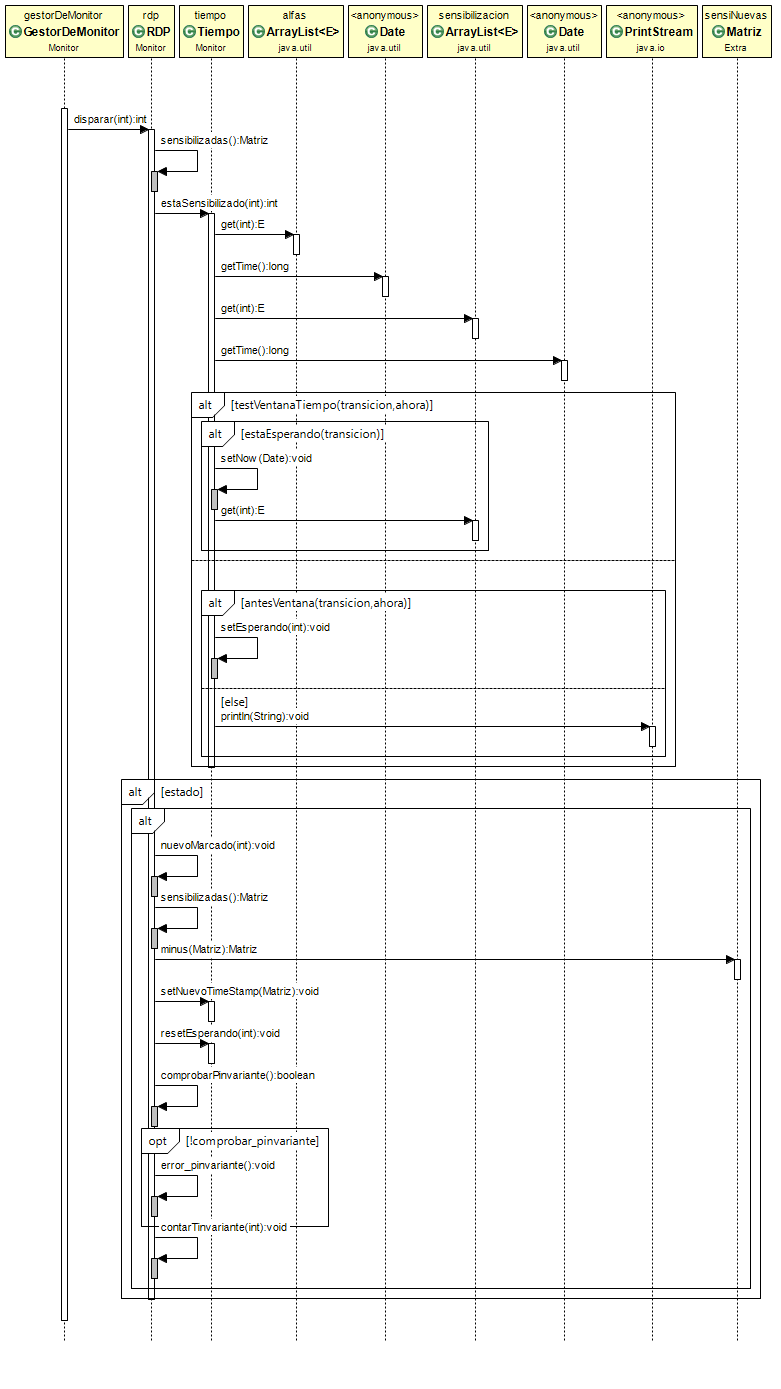 gestorDeMonitor rdp tiempo alfas <anonymous> sensibilizacion <anonymous> <anonymous> sensiNuevas
C GestorDeMonitor C RDP C Tiempo C ArrayList<E> C Date C ArrayList<E> C Date C PrintStream C Matriz
Monitor Monitor Monitor java.util java.util java.util java.util java.io Extra
disparar(int):int
sensibilizadas():Matriz
estaSensibilizado(int):int
get(int):E
getTime():long
get(int):E
getTime():long
alt [testVentanaTiempo(transicion,ahora)]
alt [estaEsperando(transicion)]
setNow(Date):void
get(int):E
alt [antesVentana(transicion,ahora)]
setEsperando(int):void
[else]
println(String):void
alt [estado]
alt
nuevoMarcado(int):void
sensibilizadas():Matriz
minus(Matriz):Matriz
setNuevoTimeStamp(Matriz):void
resetEsperando(int):void
comprobarPinvariante():boolean
opt [!comprobar_pinvariante]
error_pinvariante():void
contarTinvariante(int):void